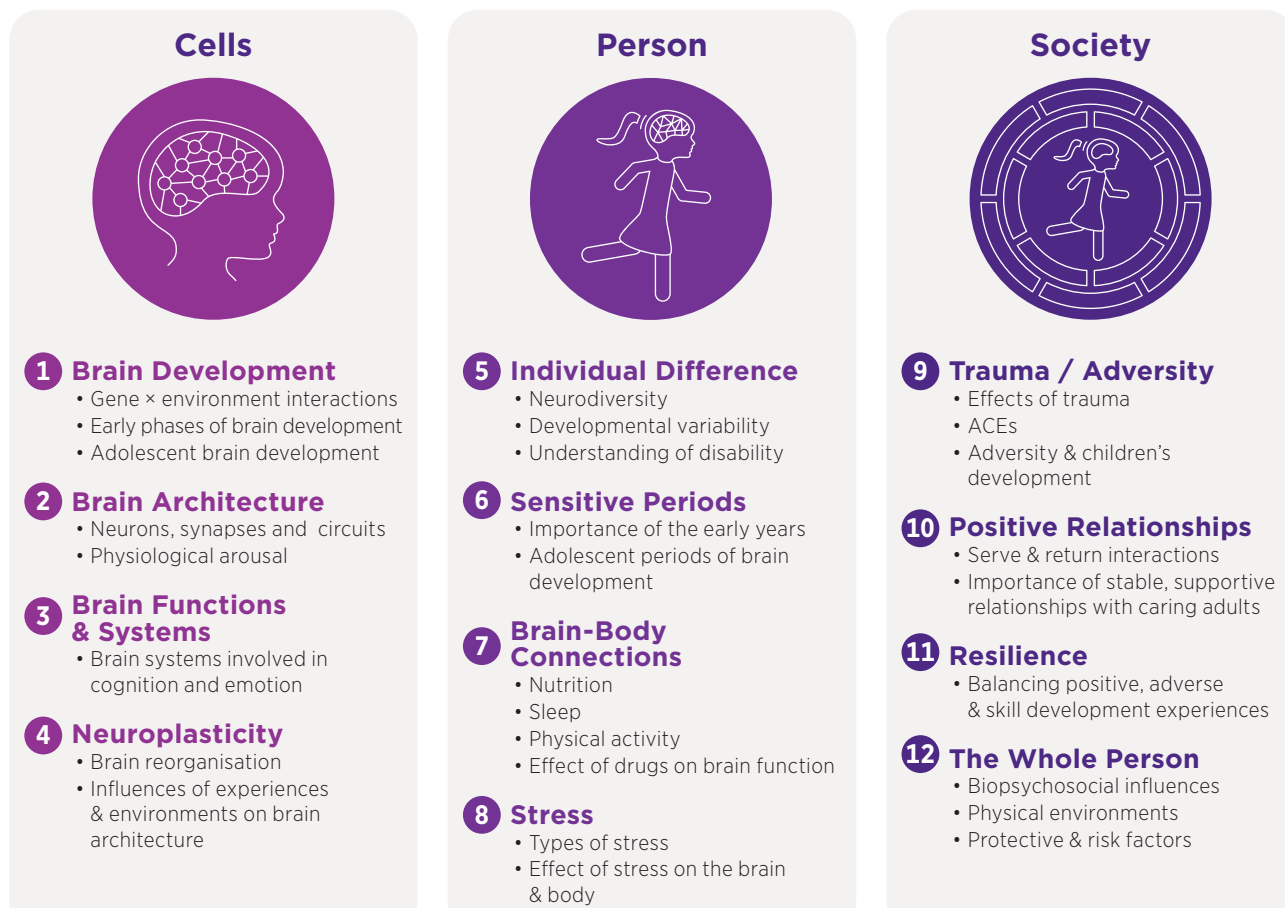 Cells
1 Brain Development
• Gene × environment interactions
• Early phases of brain development
• Adolescent brain development
2 Brain Architecture
• Neurons, synapses and  circuits
• Physiological arousal
3 Brain Functions
& Systems
• Brain systems involved in
cognition and emotion
4 Neuroplasticity
• Brain reorganisation
• Influences of experiences
& environments on brain
architecture
Person
5 Individual Difference
• Neurodiversity
• Developmental variability
• Understanding of disability
6 Sensitive Periods
• Importance of the early years
• Adolescent periods of brain
development
7 Brain-Body
Connections
• Nutrition
• Sleep
• Physical activity
• Effect of drugs on brain function
8 Stress
• Types of stress
• Effect of stress on the brain
& body
Society
9 Trauma / Adversity
• Effects of trauma
• ACEs
• Adversity & children’s
development
10 Positive Relationships
• Serve & return interactions
• Importance of stable, supportive
relationships with caring adults
11 Resilience
• Balancing positive, adverse
& skill development experiences
12 The Whole Person
• Biopsychosocial influences
• Physical environments
• Protective & risk factors